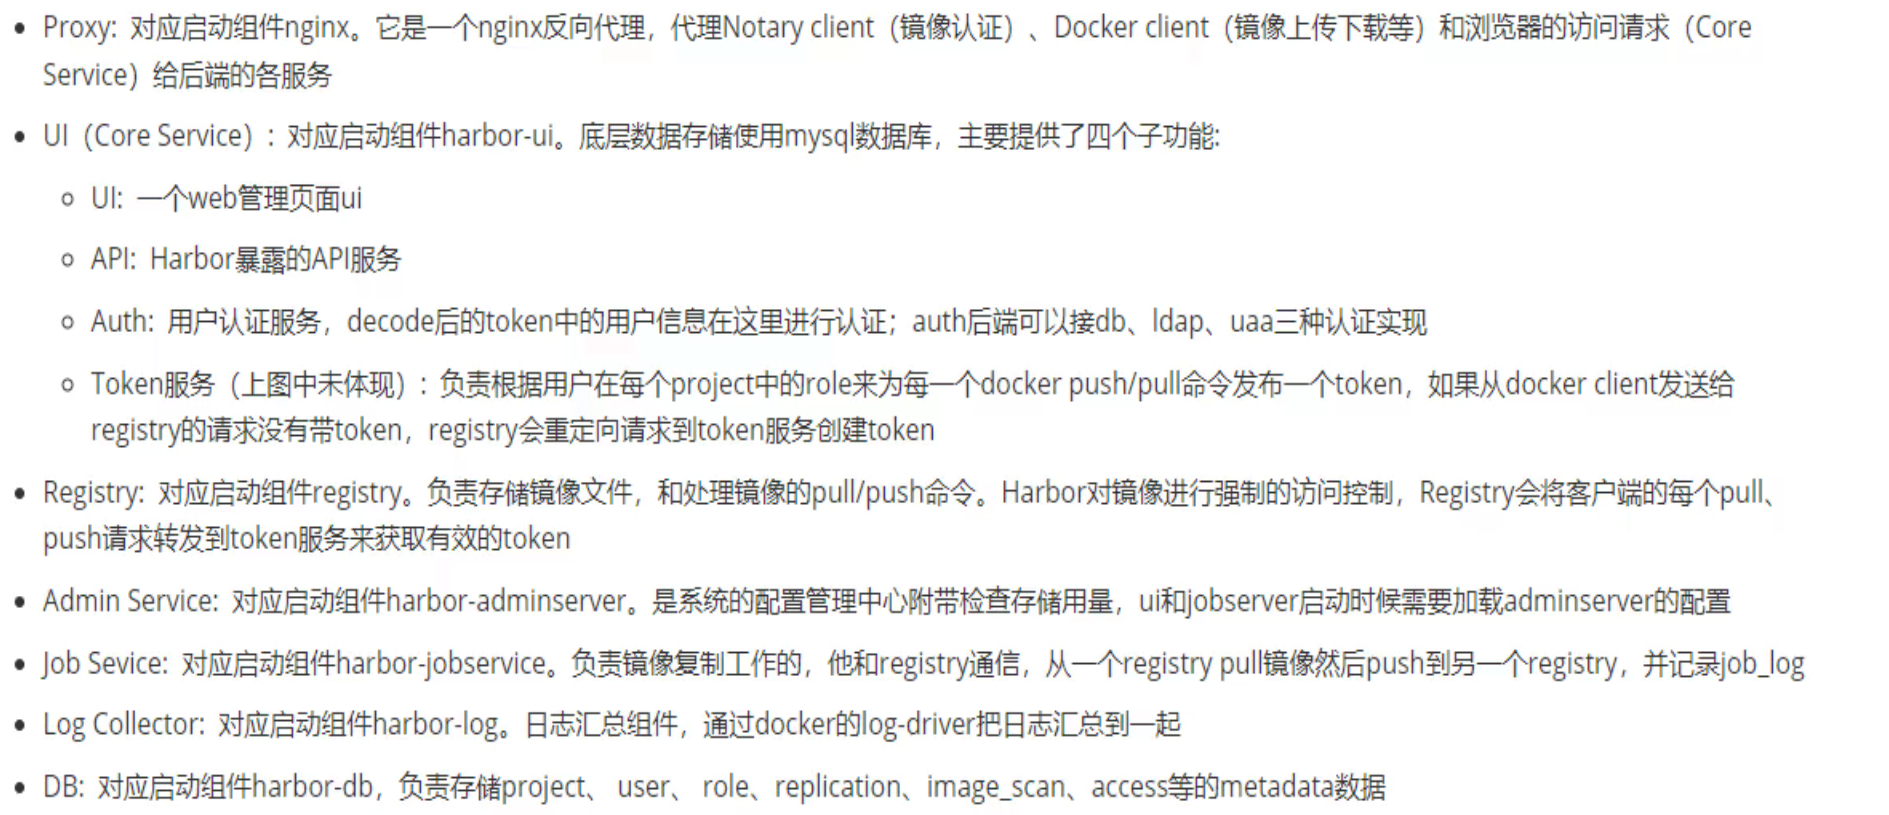 Proxy: 对应启动组件nginx。它是一个nginx反向代理，代理Notary client（镜像认证）、Docker client（镜像上传下载等）和浏览器的访问请求（Core
Service）给后端的各服务
UI（Core Service）: 对应启动组件harbor-ui。底层数据存储使用mysql数据库，主要提供了四个子功能:
UI: 一个web管理页面ui
API: Harbor暴露的API服务
Auth: 用户认证服务，decode后的token中的用户信息在这里进行认证；auth后端可以接db、ldap、uaa三种认证实现
Token服务（上图中未体现）: 负责根据用户在每个project中的role来为每一个docker push/pull命令发布一个token，如果从docker client发送给
registry的请求没有带token，registry会重定向请求到token服务创建token
Registry: 对应启动组件registry。负责存储镜像文件，和处理镜像的pull/push命令。Harbor对镜像进行强制的访问控制，Registry会将客户端的每个pull、
push请求转发到token服务来获取有效的token
Admin Service: 对应启动组件harbor-adminserver。是系统的配置管理中心附带检查存储用量，ui和jobserver启动时候需要加载adminserver的配置
Job Sevice: 对应启动组件harbor-jobservice。负责镜像复制工作的，他和registry通信，从一个registry pull镜像然后push到另一个registry，并记录job_log
Log Collector: 对应启动组件harbor-log。日志汇总组件，通过docker的log-driver把日志汇总到一起
DB: 对应启动组件harbor-db，负责存储project、 user、 role、replication、image_scan、access等的metadata数据